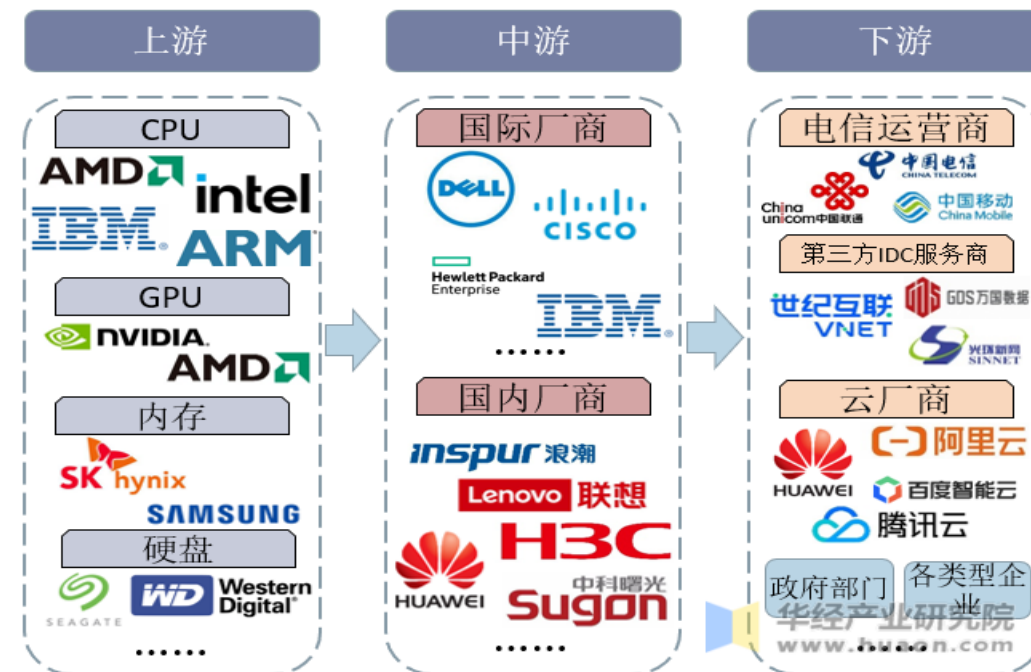 上游
CPU
AMD
intel
IBM
ARM
GPU
NVIDIA.
AMD
内存
SK hynix
SAMSUNG
硬盘
SEAGATE
WD Western Digital
……
中游
国际厂商
DELL
CISCO
Hewlett Packard
Enterprise
IBM
……
国内厂商
inspur 浪潮
Lenovo 联想
H3C
HUAWEI
中科曙光
Sugon
……
下游
电信运营商
中国电信
CHINA TELECOM
China
unicom中国联通
中国移动
China Mobile
第三方IDC服务商
世纪互联
VNET
GDS万国数据
光环新网
SINNET
云厂商
HUAWEI
阿里云
百度智能云
腾讯云
政府部门
各类型企
业
……
华经产业研究院
www.huaon.com